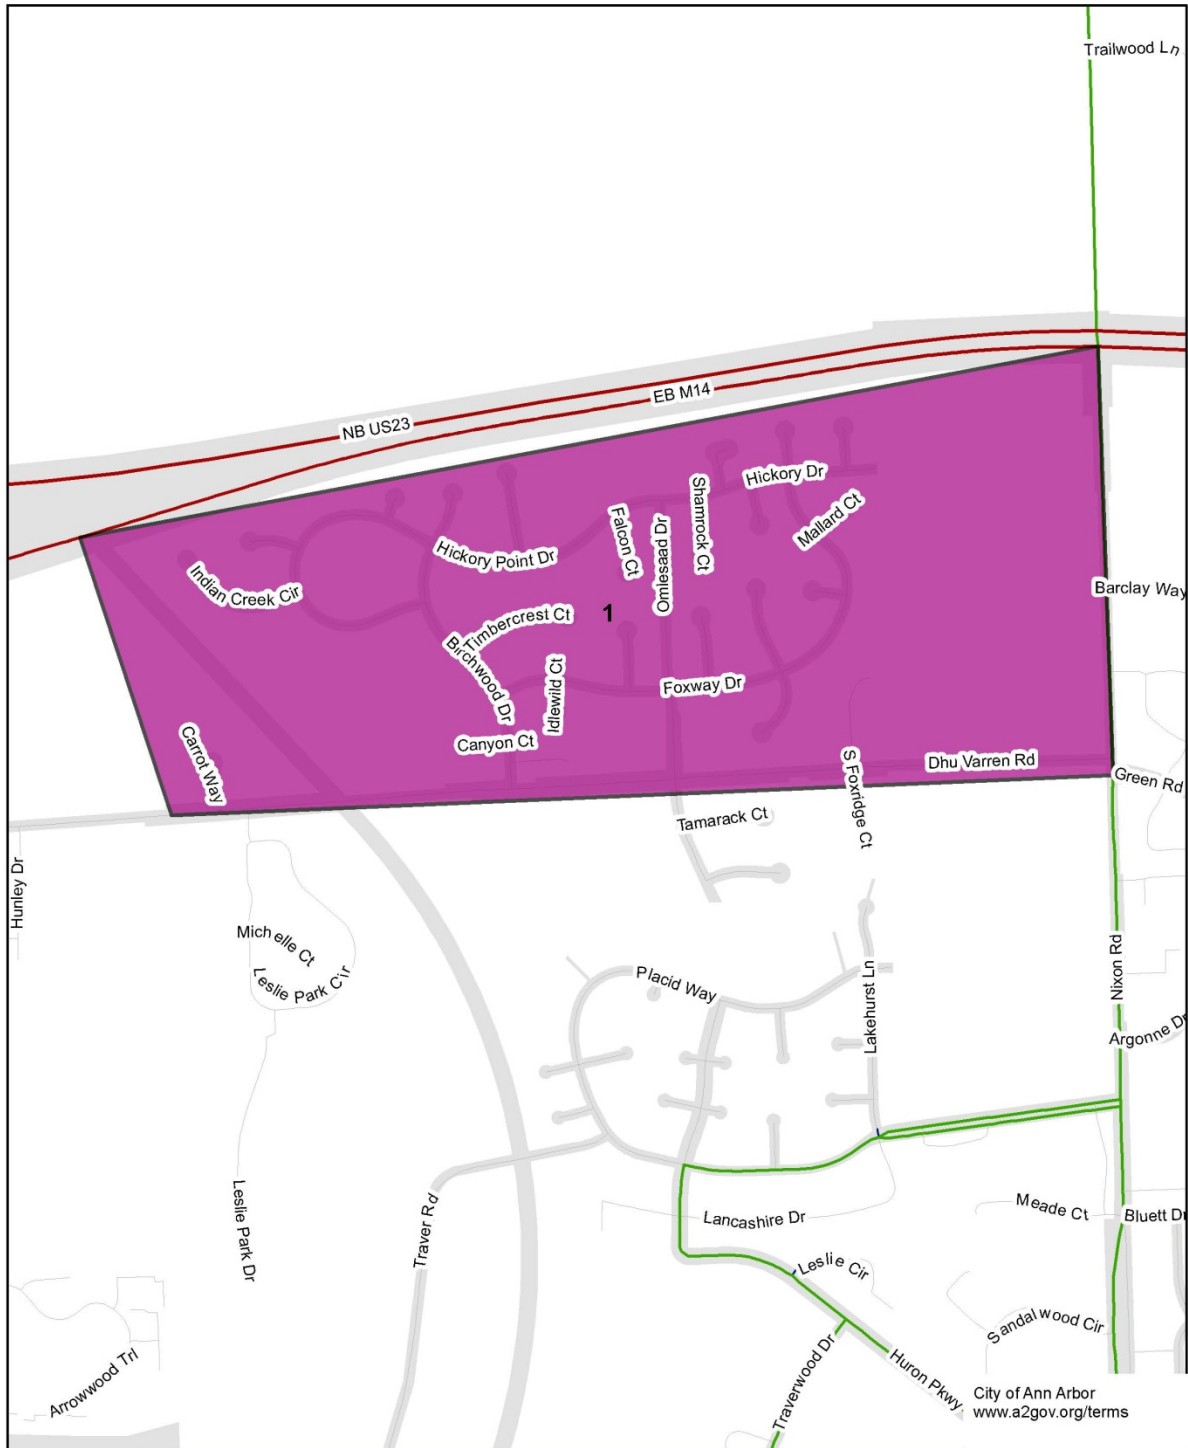 Trailwood Ln
NB US23
EB M14
Hickory Dr
Shamrock Ct
Falcon Ct
Omlesaad Dr
Mallard Ct
Hickory Point Dr
Indian Creek Cir
Barclay Way
1
Timbercrest Ct
Birchwood Dr
Idlewild Ct
Foxway Dr
Canyon Ct
Carrot Way
Dhu Varren Rd
S Foxridge Ct
Green Rd
Tamarack Ct
Hunley Dr
Michelle Ct
Leslie Park Cir
Placid Way
Lakehurst Ln
Nixon Rd
Argonne Dr
Leslie Park Dr
Traver Rd
Lancashire Dr
Meade Ct
Bluett Dr
Leslie Cir
Sandalwood Cir
Arrowwood Trl
Traverwood Dr
Huron Pkwy
City of Ann Arbor
www.a2gov.org/terms